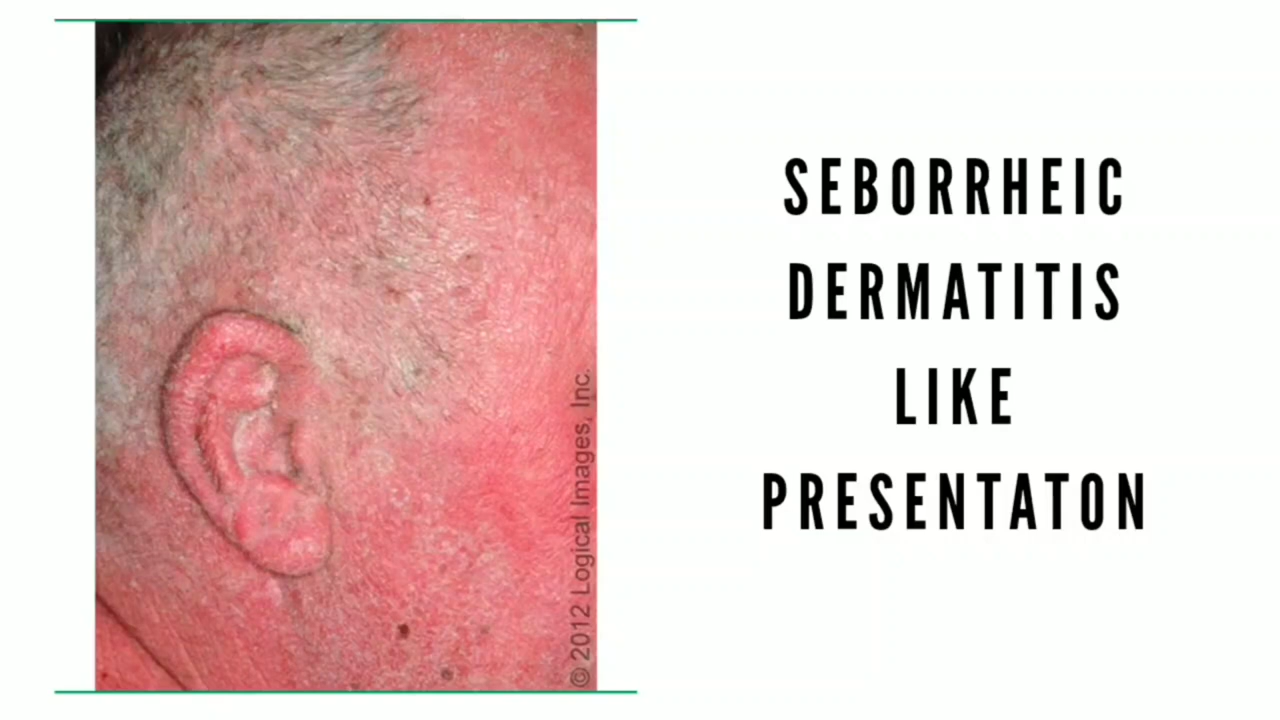 SEBORRHEIC
DERMATITIS
LIKE
PRESENTATON
© 2012 Logical Images, Inc.